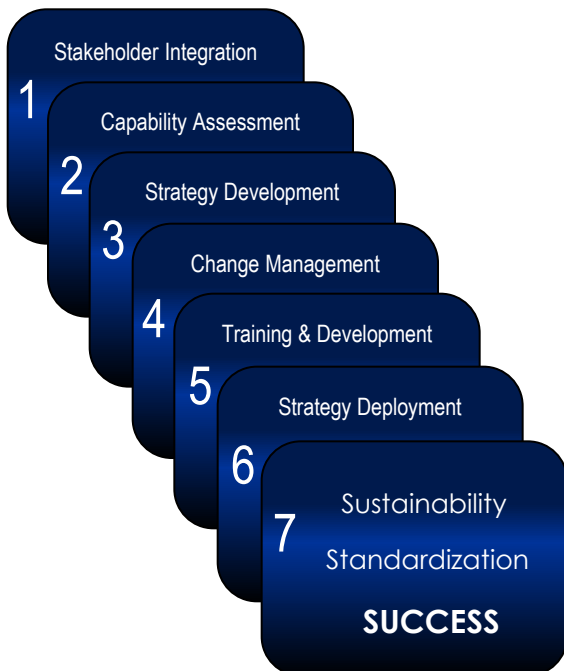 Stakeholder Integration
1
Capability Assessment
2
Strategy Development
3
Change Management
4
Training & Development
5
Strategy Deployment
6
Sustainability
7
Standardization
SUCCESS